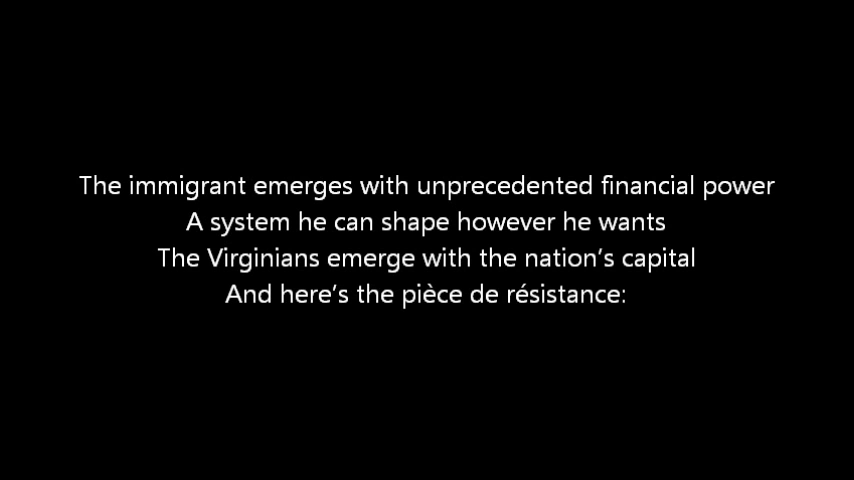 The immigrant emerges with unprecedented financial power
A system he can shape however he wants
The Virginians emerge with the nation’s capital
And here’s the pièce de résistance: